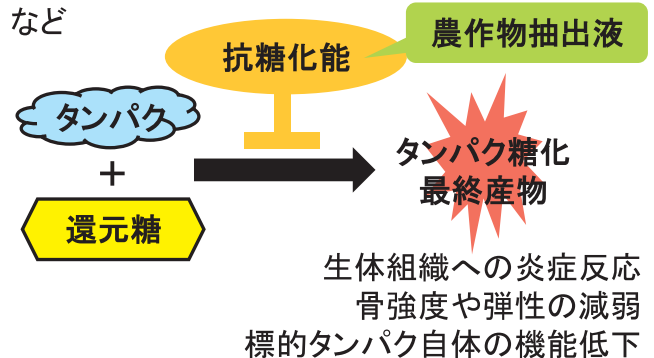 など
抗糖化能
農作物抽出液
タンパク
+
還元糖
タンパク糖化
最終産物
生体組織への炎症反応
骨強度や弾性の減弱
標的タンパク自体の機能低下